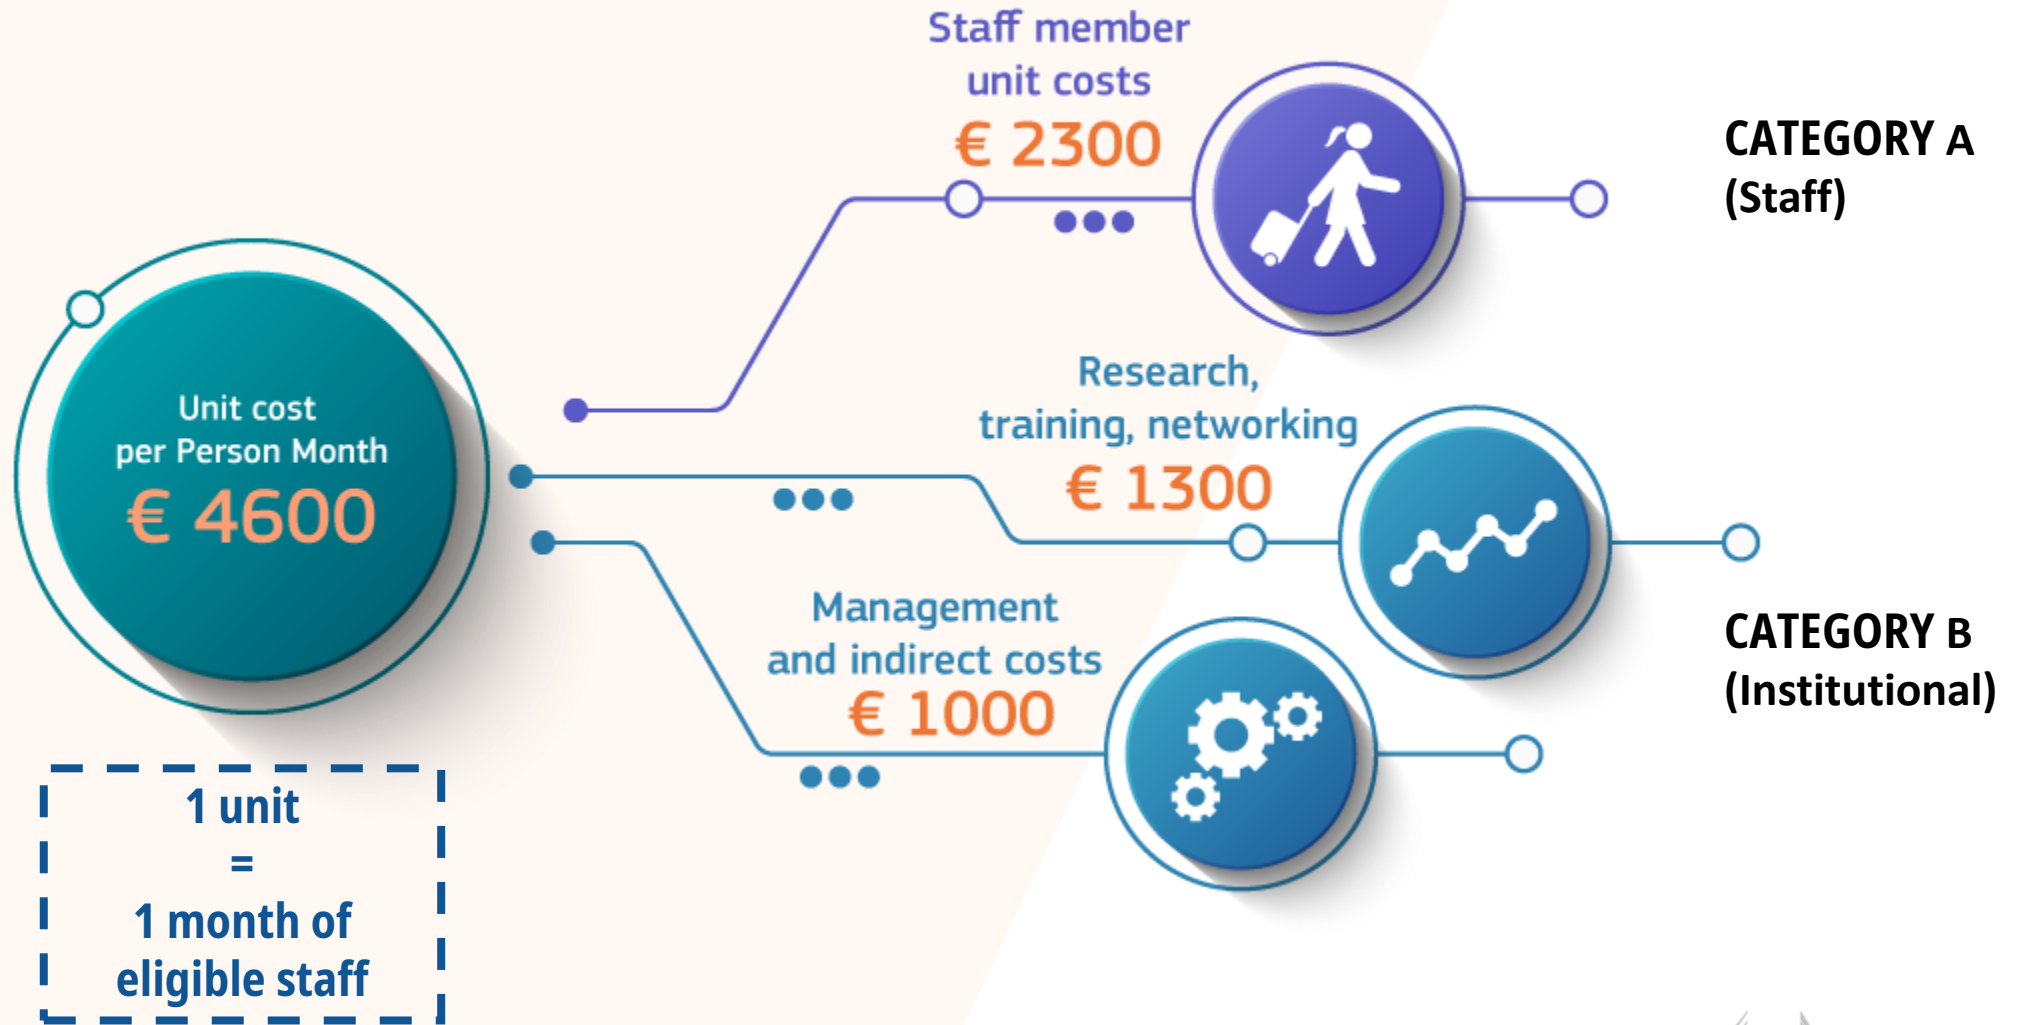 Staff member
unit costs
€ 2300
CATEGORY A
(Staff)
Unit cost
per Person Month
€ 4600
Research,
training, networking
€ 1300
Management
and indirect costs
€ 1000
CATEGORY B
(Institutional)
1 unit
=
1 month of
eligible staff